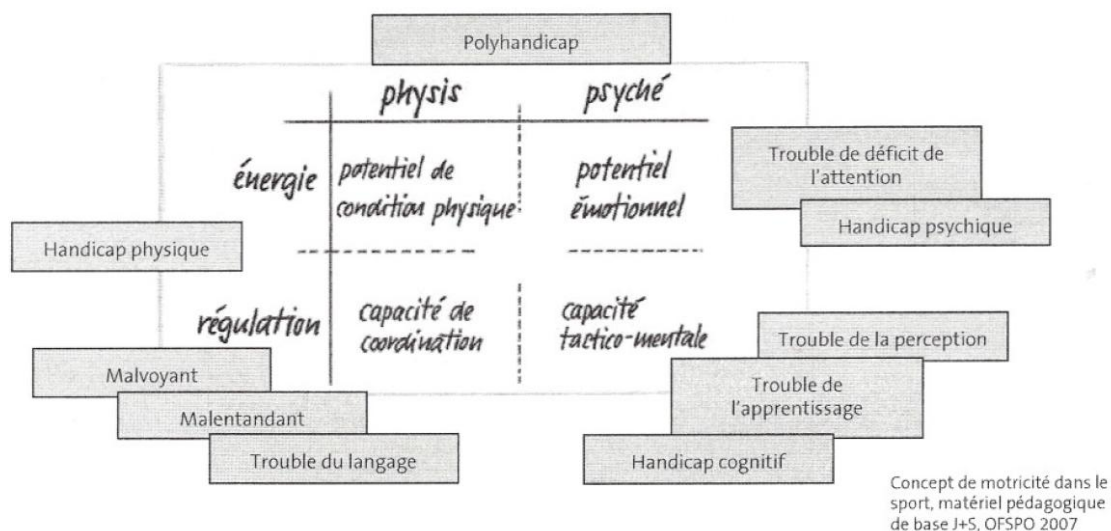 Polyhandicap
physis
psyché
énergie
potentiel de
condition physique
potentiel
émotionnel
Trouble de déficit de
l'attention
Handicap psychique
Handicap physique
régulation
capacité de
coordination
capacité
tactico-mentale
Trouble de la perception
Malvoyant
Malentandant
Trouble du langage
Trouble de
l'apprentissage
Handicap cognitif
Concept de motricité dans le
sport, matériel pédagogique
de base J+S, OFSPO 2007